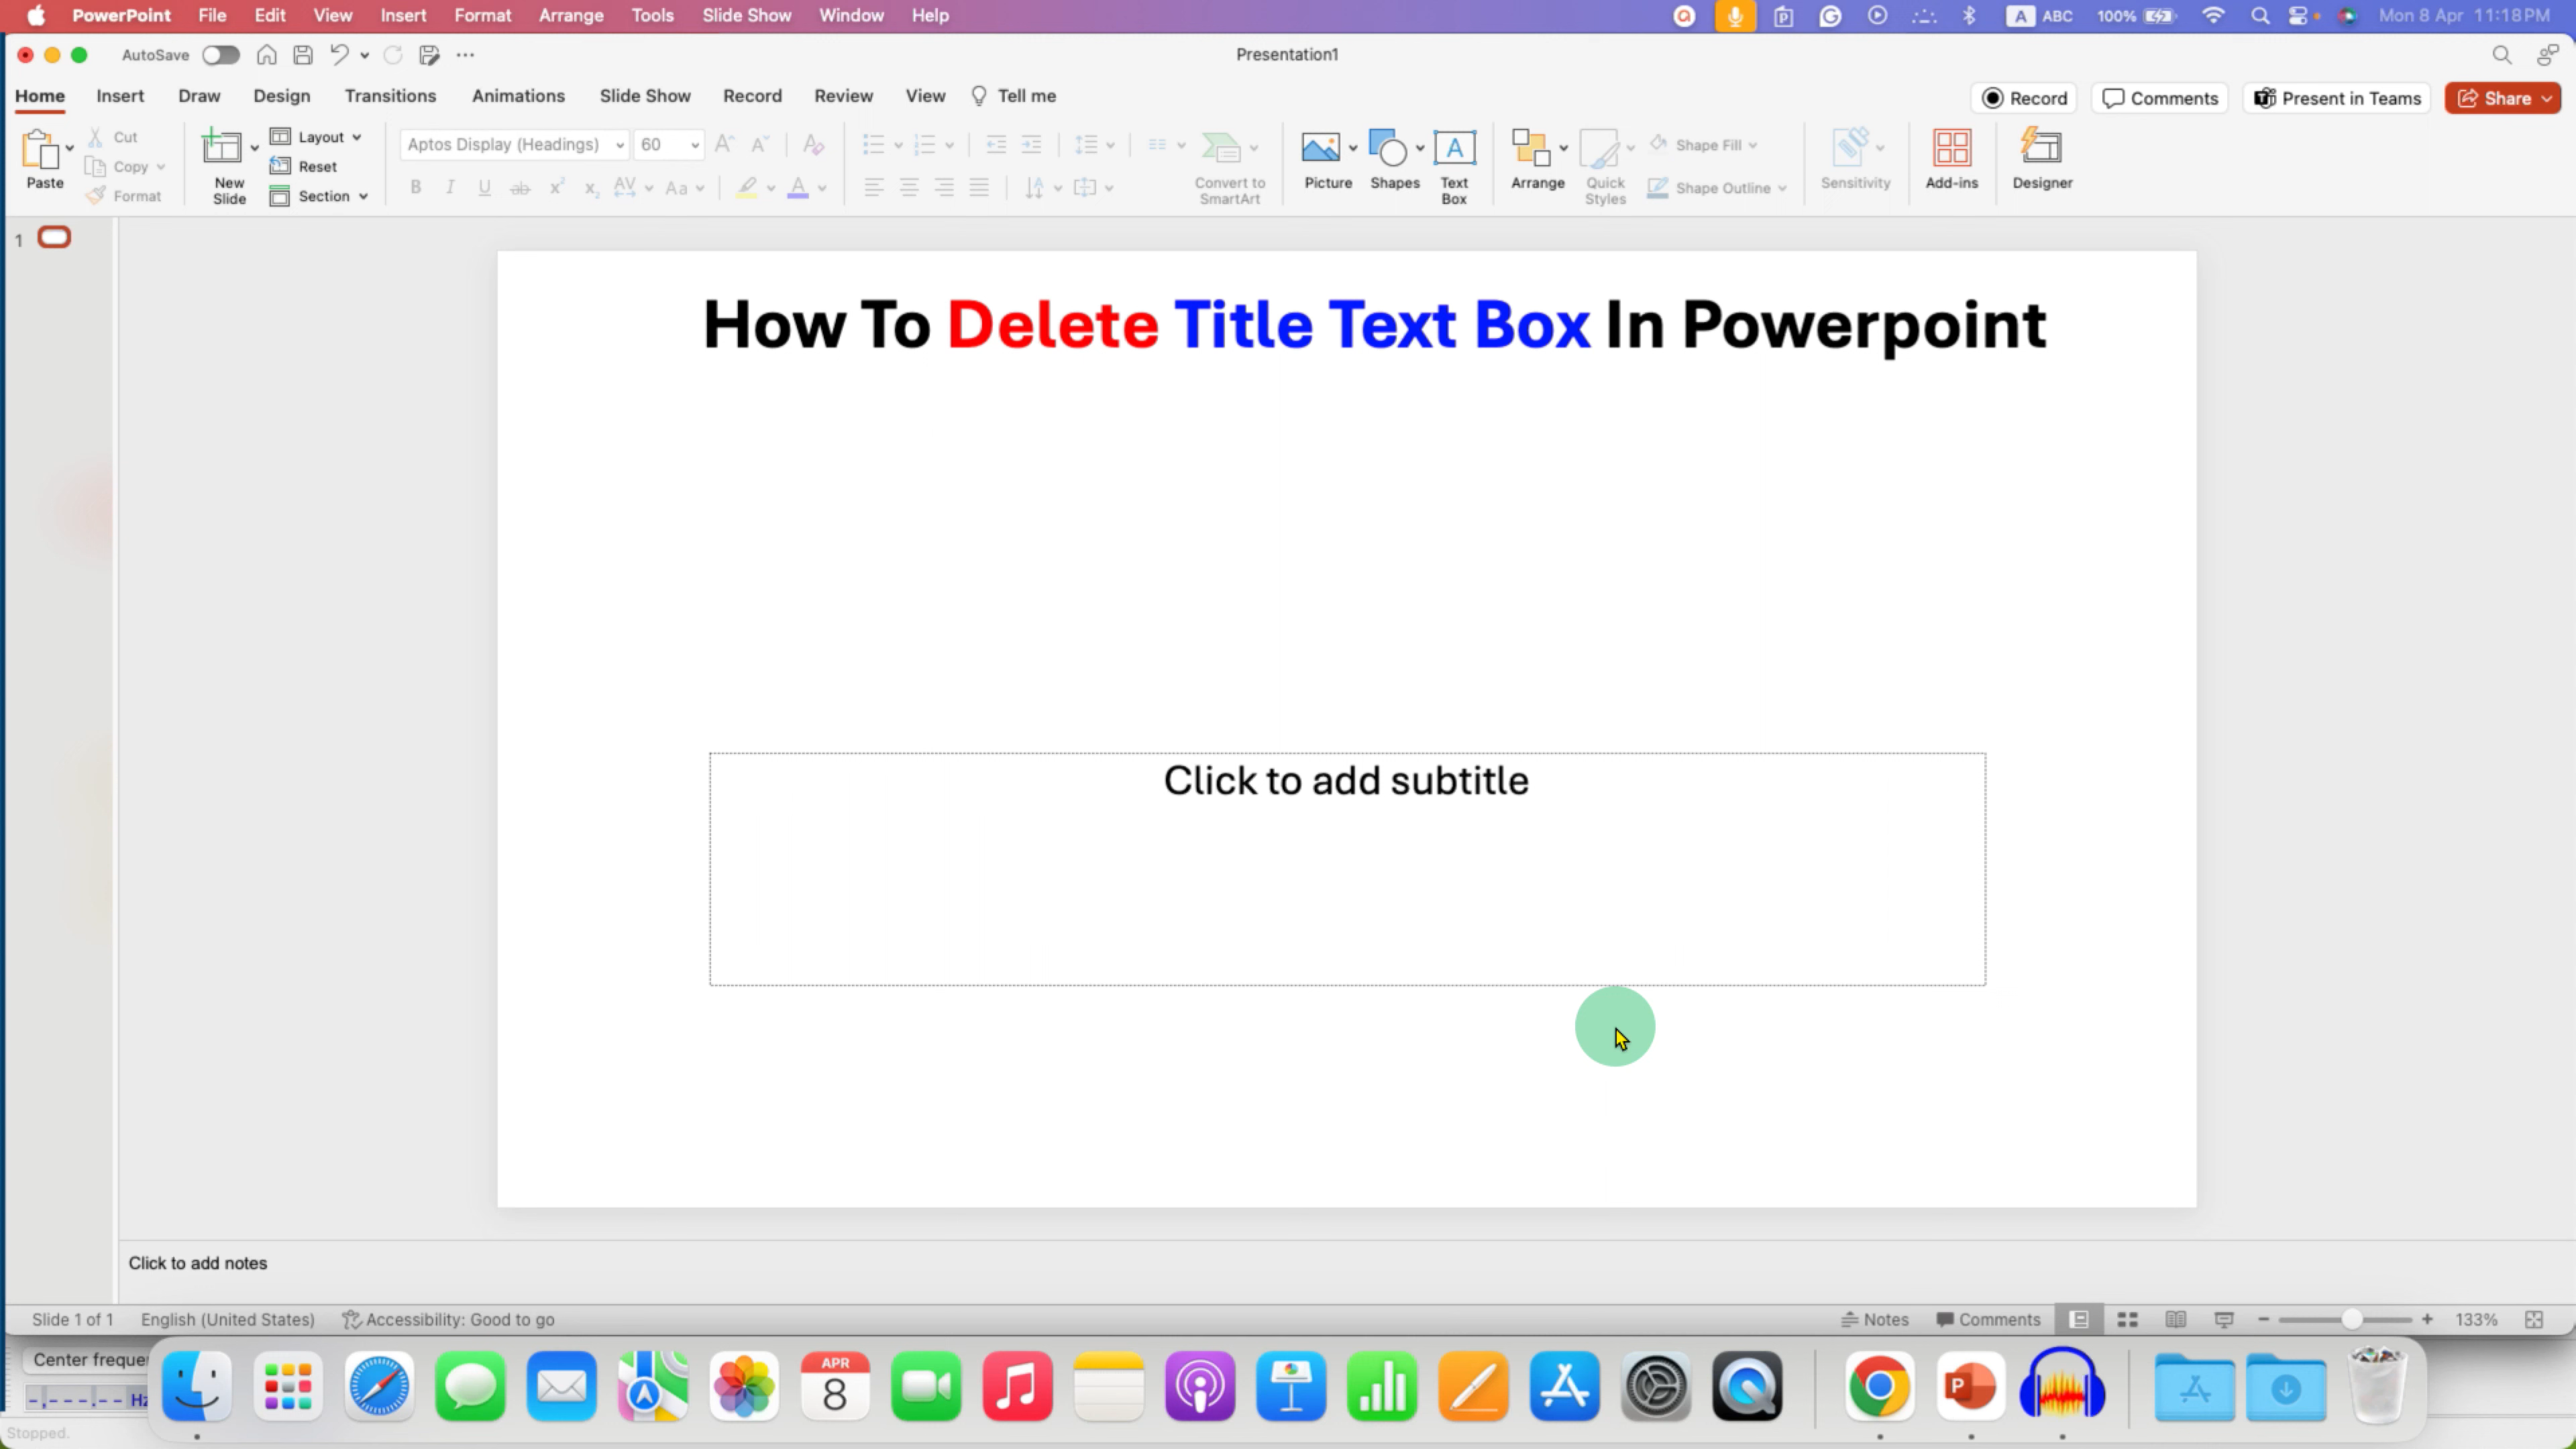 PowerPoint File Edit View Insert Format Arrange Tools Slide Show Window Help A ABC 100% Mon 8 Apr 11:18 PM
AutoSave Presentation1
Home Insert Draw Design Transitions Animations Slide Show Record Review View Tell me Record Comments Present in Teams Share
Paste Cut Copy Format
New Slide Layout Reset Section
Aptos Display (Headings) 60
B I U ab x² x₂ AV Aa A
Convert to SmartArt
Picture Shapes Text Box
Arrange Quick Styles Shape Fill Shape Outline
Sensitivity Add-ins Designer
1
How To Delete Title Text Box In Powerpoint
Click to add subtitle
Click to add notes
Slide 1 of 1 English (United States) Accessibility: Good to go Notes Comments 133%
APR
8
Stopped.